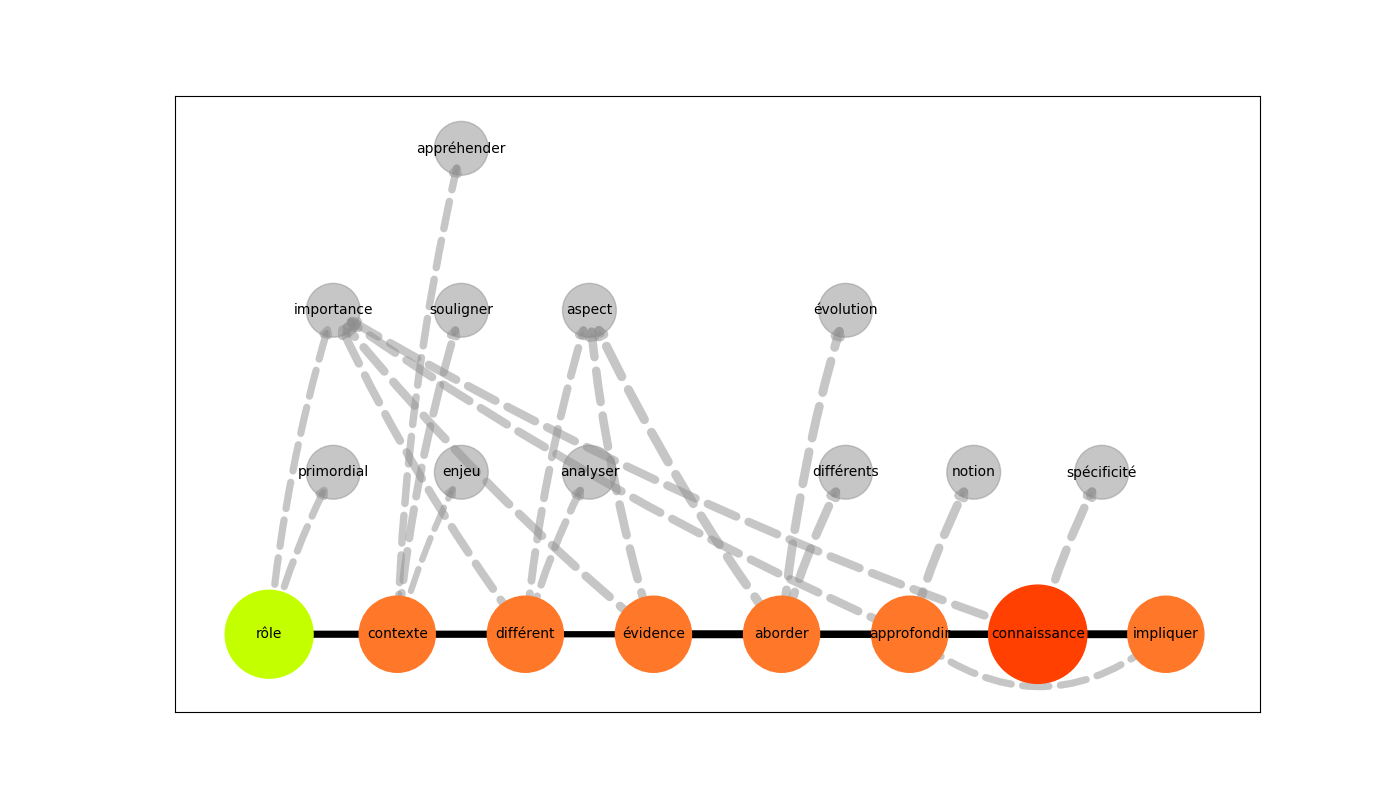 appréhender
importance
souligner
aspect
évolution
primordial
enjeu
analyser
différents
notion
spécificité
rôle
contexte
différent
évidence
aborder
approfondir
connaissance
impliquer